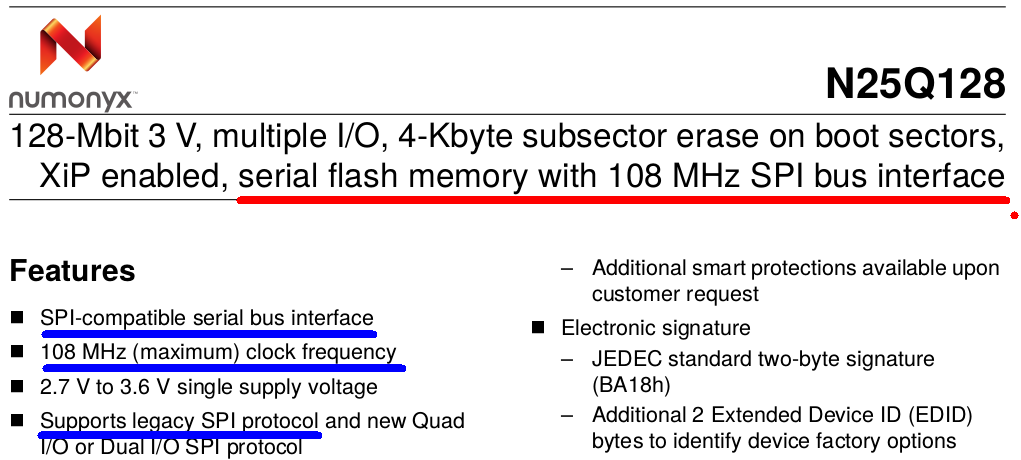 numonyx™
N25Q128
128-Mbit 3 V, multiple I/O, 4-Kbyte subsector erase on boot sectors,
XiP enabled, serial flash memory with 108 MHz SPI bus interface
Features
■ SPI-compatible serial bus interface
■ 108 MHz (maximum) clock frequency
■ 2.7 V to 3.6 V single supply voltage
■ Supports legacy SPI protocol and new Quad
I/O or Dual I/O SPI protocol
– Additional smart protections available upon
customer request
■ Electronic signature
– JEDEC standard two-byte signature
(BA18h)
– Additional 2 Extended Device ID (EDID)
bytes to identify device factory options